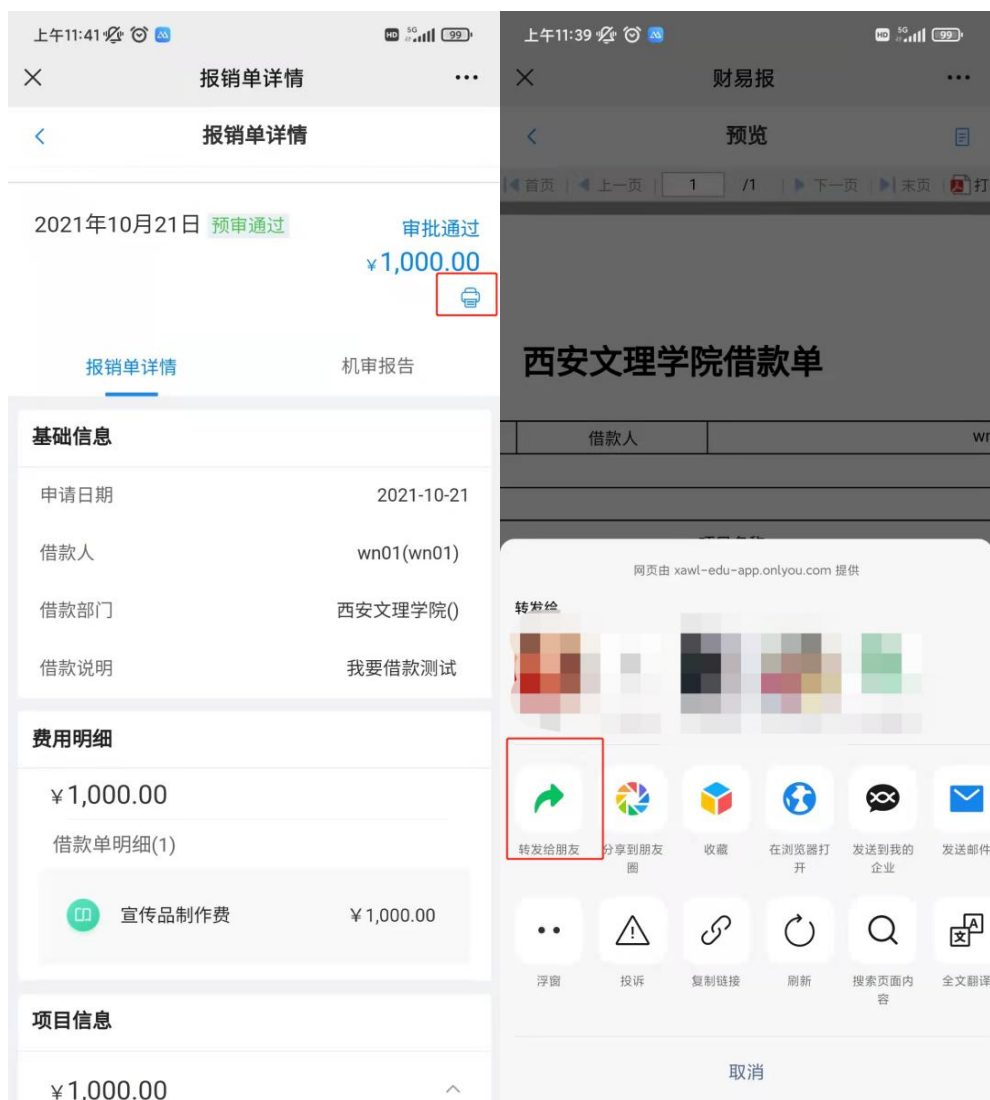 上午11:41
5G
HD
99
报销单详情
报销单详情
2021年10月21日 预审通过
审批通过
¥1,000.00
报销单详情
机审报告
基础信息
申请日期 2021-10-21
借款人 wn01(wn01)
借款部门 西安文理学院()
借款说明 我要借款测试
费用明细
¥1,000.00
借款单明细(1)
宣传品制作费 ¥1,000.00
项目信息
¥1,000.00
上午11:39
HD
5G
99
财易报
预览
首页 上一页 1 /1 下一页 末页 打
西安文理学院借款单
借款人
网页由 xawl-edu-app.onlyou.com 提供
转发给
转发给朋友
分享到朋友
圈
收藏
在浏览器打
开
发送到我的
企业
发送邮件
浮窗
投诉
复制链接
刷新
搜索页面内
容
全文翻译
取消